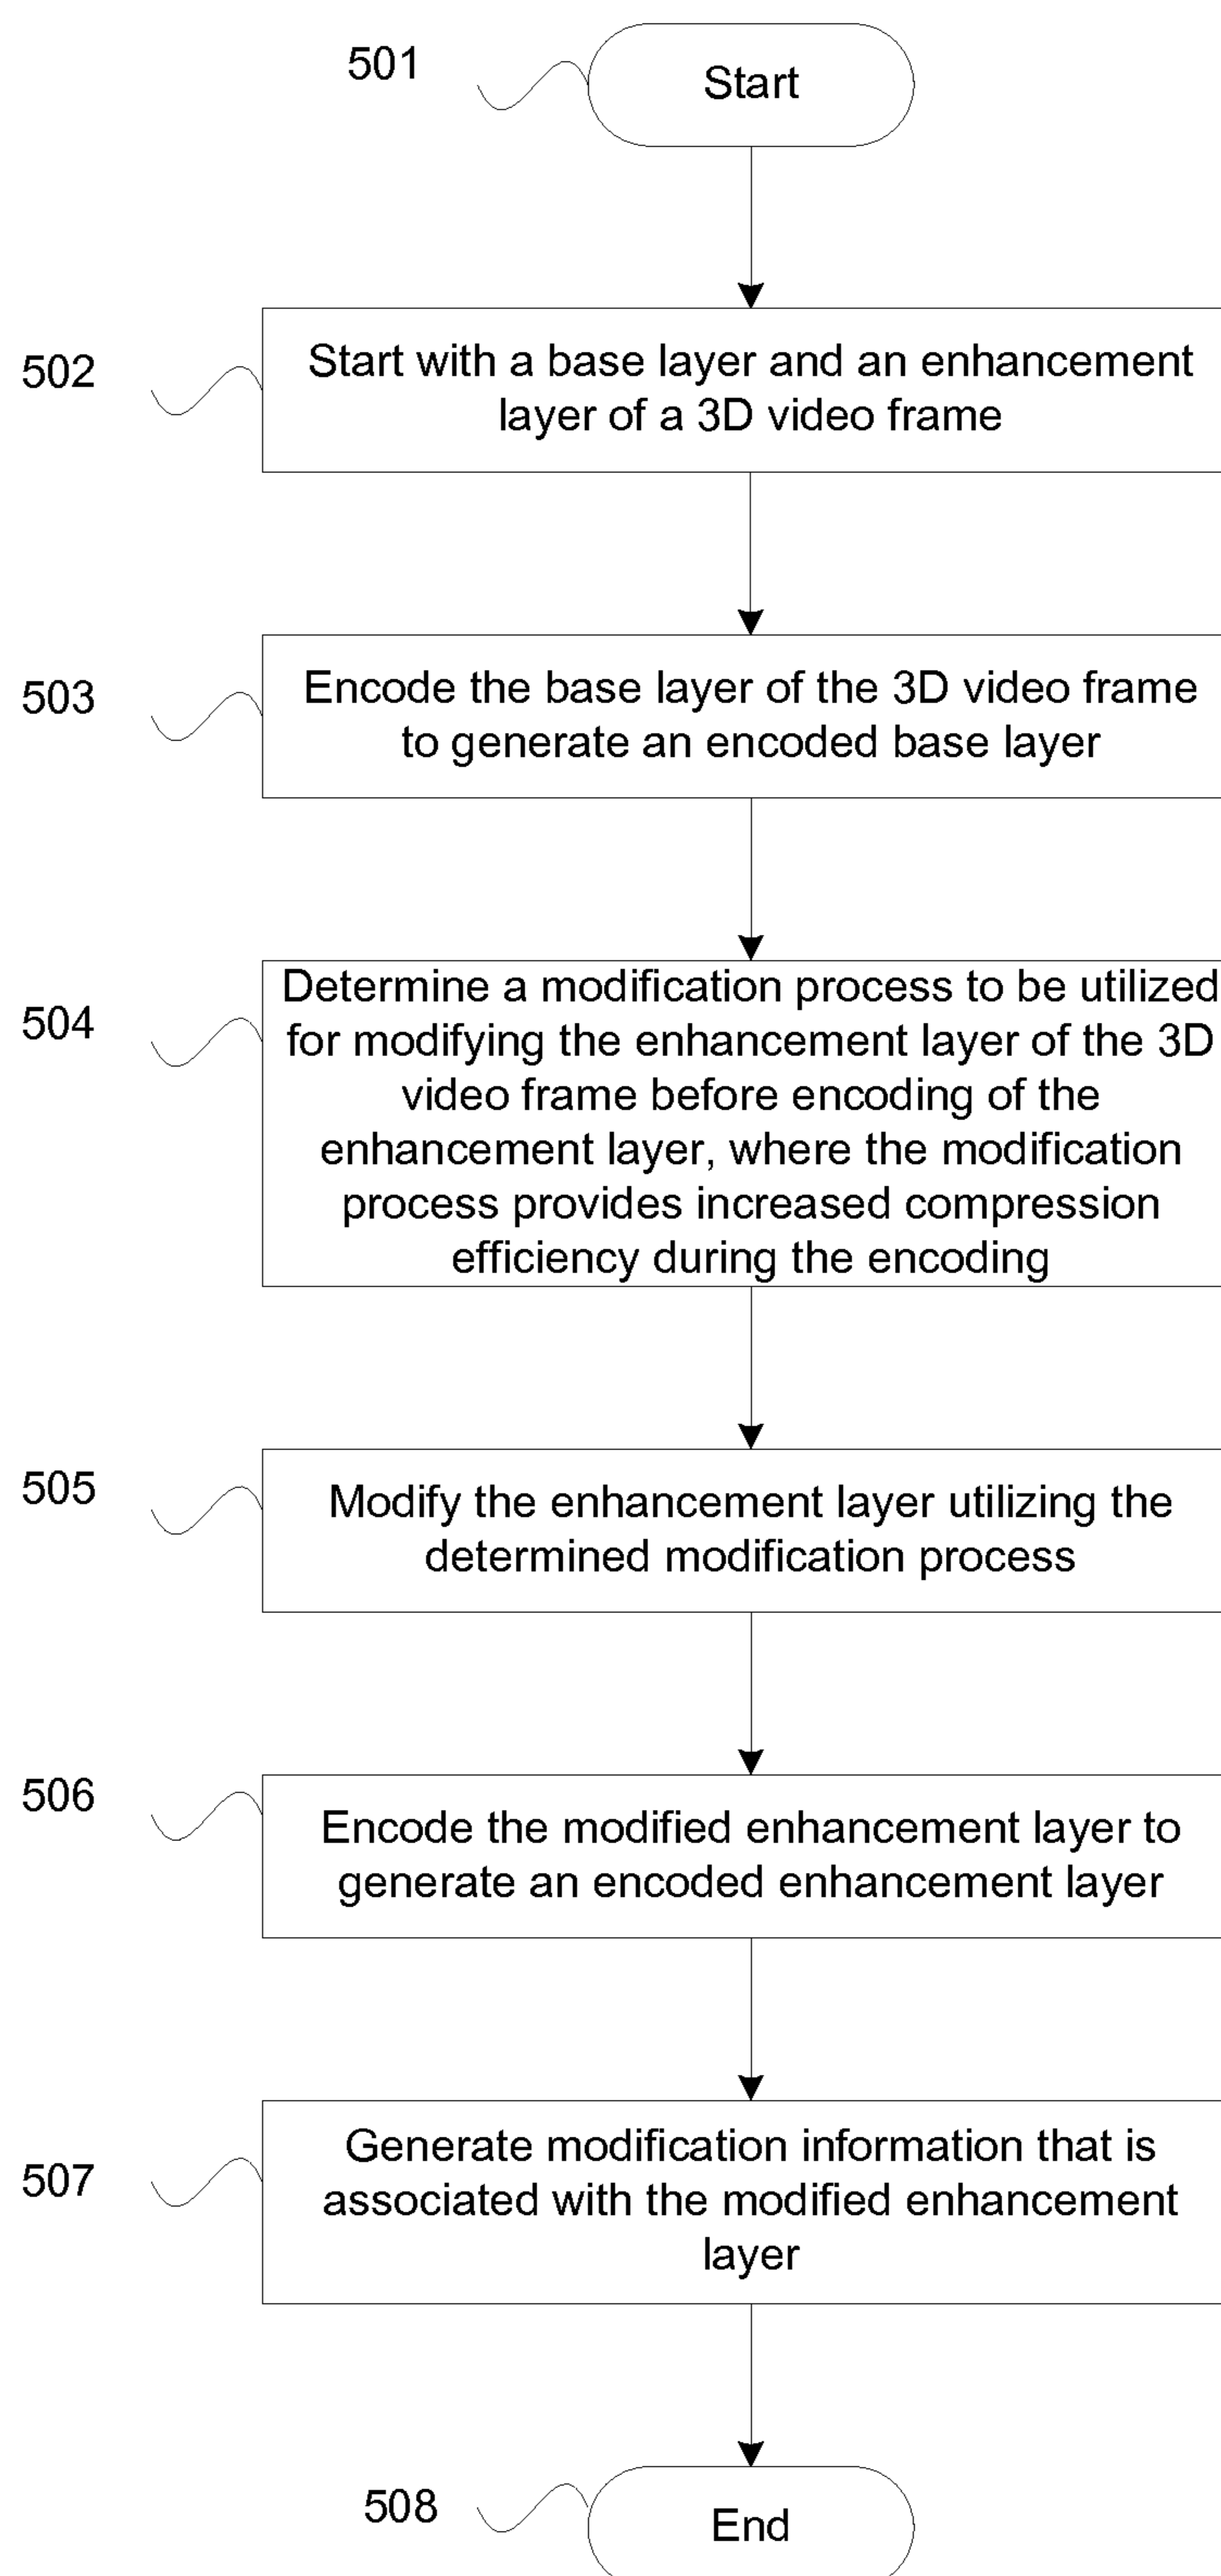 501
Start
502
Start with a base layer and an enhancement
layer of a 3D video frame
503
Encode the base layer of the 3D video frame
to generate an encoded base layer
504
Determine a modification process to be utilized
for modifying the enhancement layer of the 3D
video frame before encoding of the
enhancement layer, where the modification
process provides increased compression
efficiency during the encoding
505
Modify the enhancement layer utilizing the
determined modification process
506
Encode the modified enhancement layer to
generate an encoded enhancement layer
507
Generate modification information that is
associated with the modified enhancement
layer
508
End